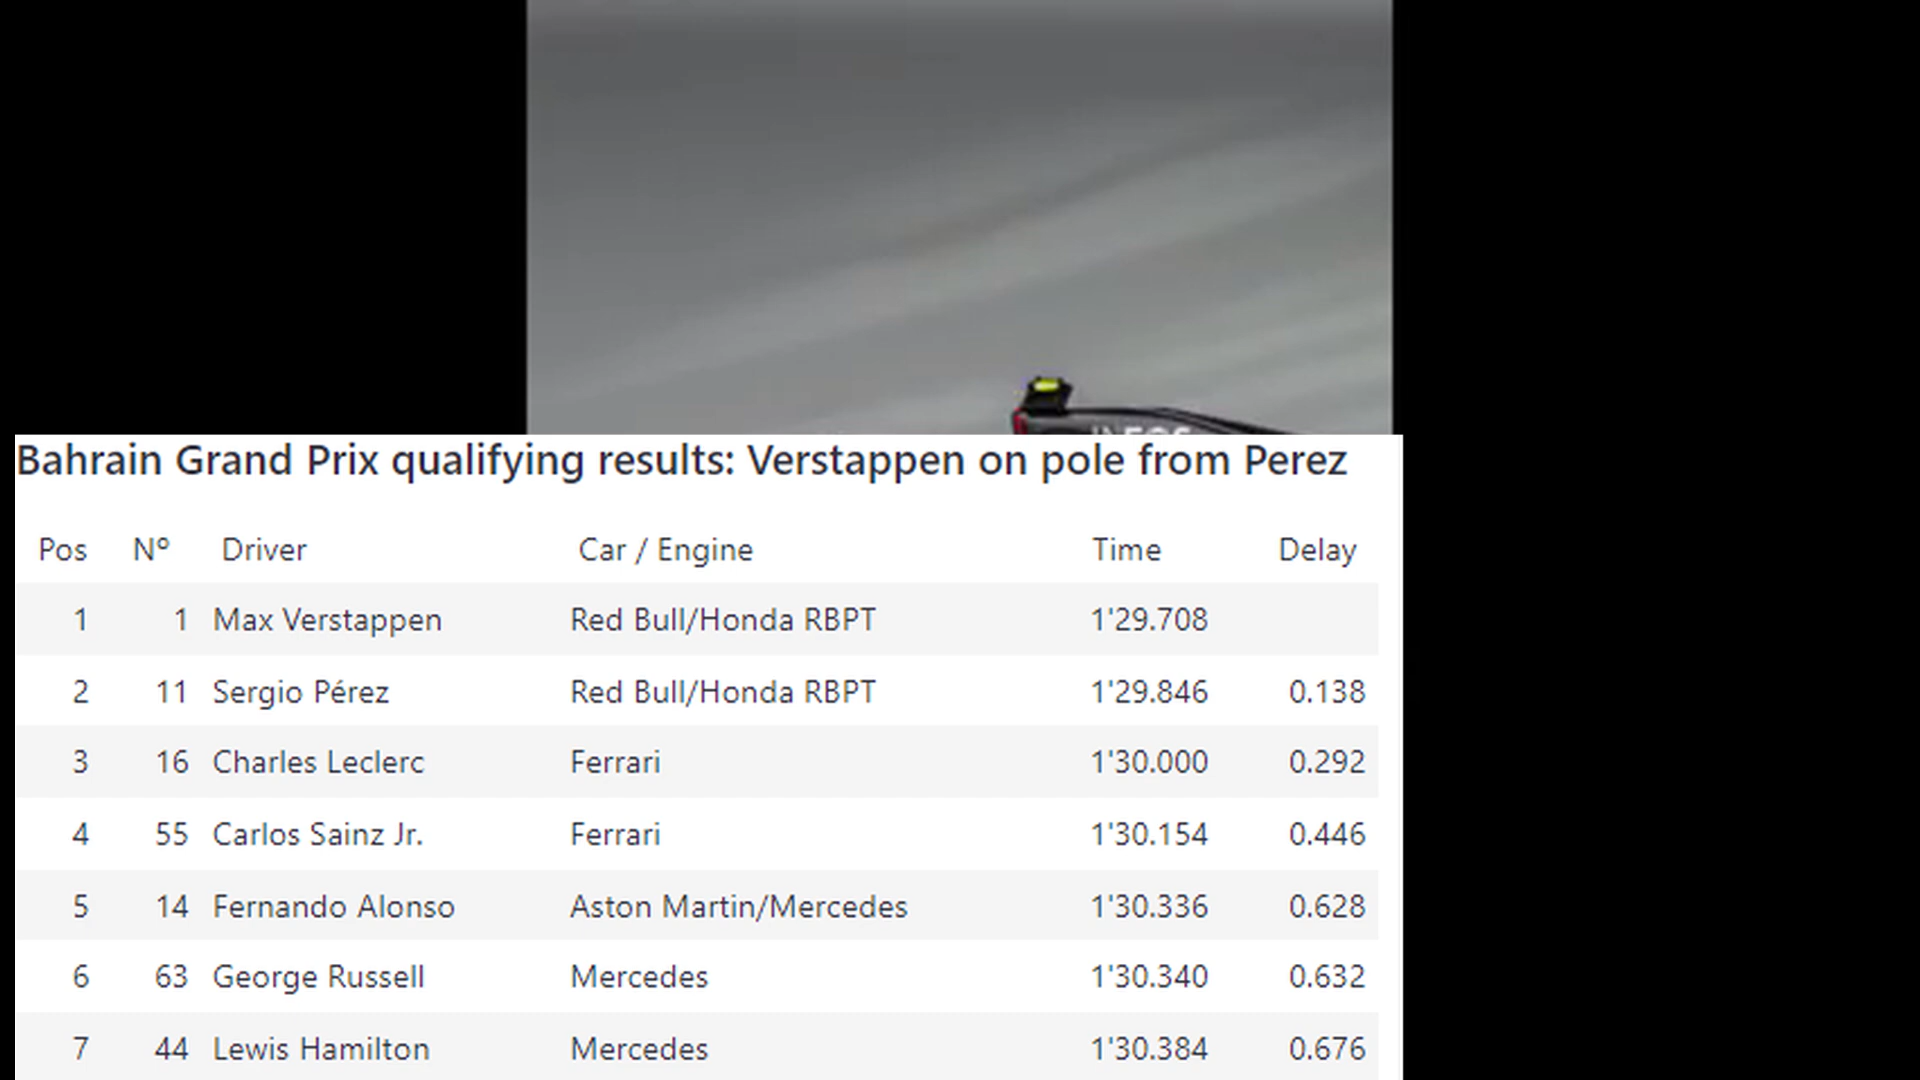 INEOS
Bahrain Grand Prix qualifying results: Verstappen on pole from Perez
Pos Nº Driver Car / Engine Time Delay
1 1 Max Verstappen Red Bull/Honda RBPT 1'29.708
2 11 Sergio Pérez Red Bull/Honda RBPT 1'29.846 0.138
3 16 Charles Leclerc Ferrari 1'30.000 0.292
4 55 Carlos Sainz Jr. Ferrari 1'30.154 0.446
5 14 Fernando Alonso Aston Martin/Mercedes 1'30.336 0.628
6 63 George Russell Mercedes 1'30.340 0.632
7 44 Lewis Hamilton Mercedes 1'30.384 0.676